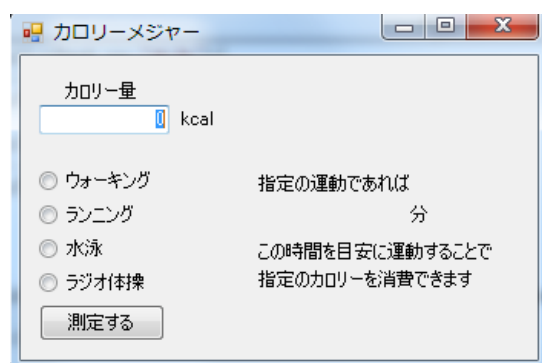 カロリーメジャー
カロリー量
0 kcal
ウォーキング
ランニング
水泳
ラジオ体操
測定する
指定の運動であれば
分
この時間を目安に運動することで
指定のカロリーを消費できます